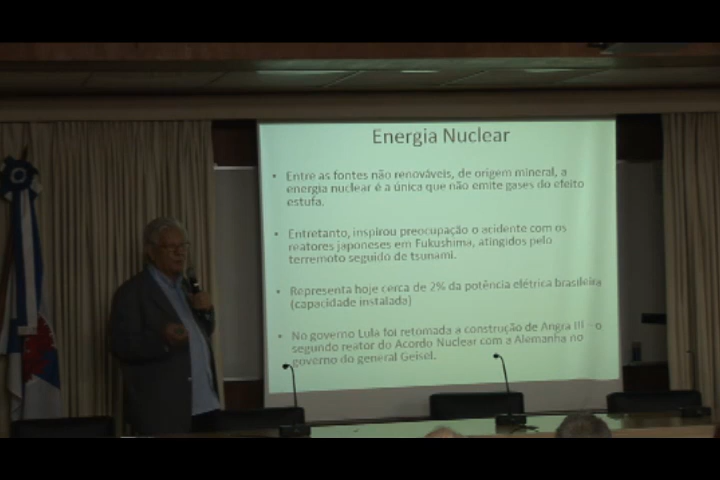 Energia Nuclear
• Entre as fontes não renováveis, de origem mineral, a
energia nuclear é a única que não emite gases do efeito
estufa.
• Entretanto, inspirou preocupação o acidente com os
reatores japoneses em Fukushima, atingidos pelo
terremoto seguido de tsunami.
• Representa hoje cerca de 2% da potência elétrica brasileira
(capacidade instalada)
• No governo Lula foi retomada a construção de Angra III – o
segundo reator do Acordo Nuclear com a Alemanha no
governo do general Geisel.